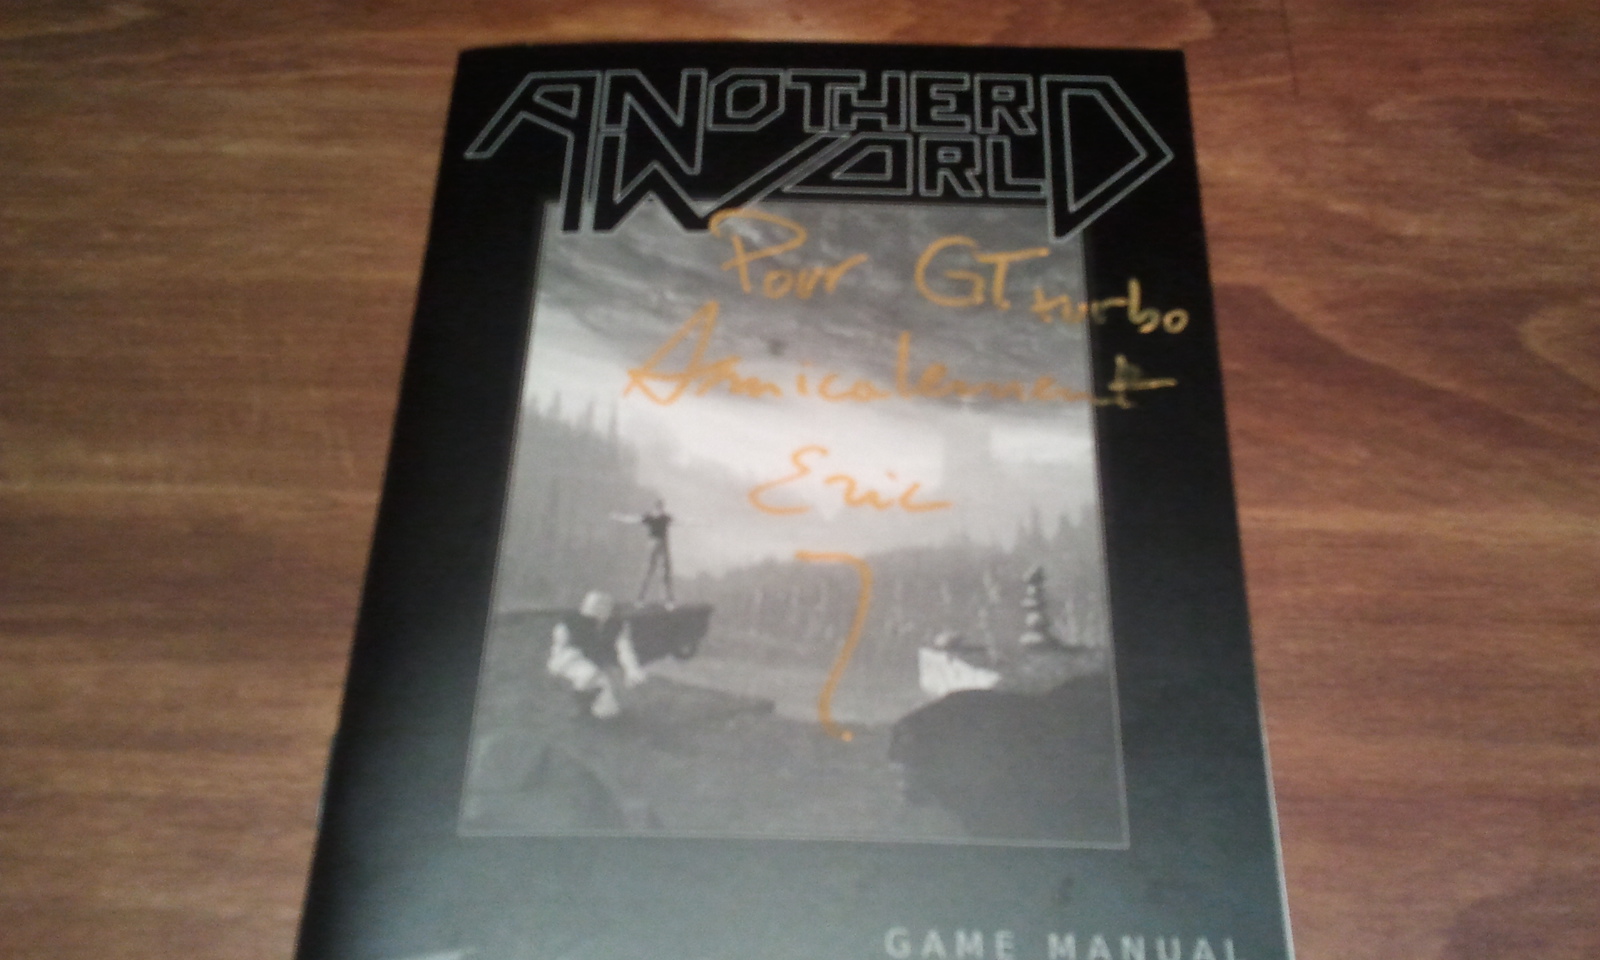 ANOTHER
WORLD
Pour GT turbo
Amicalement
Eric
GAME MANUAL